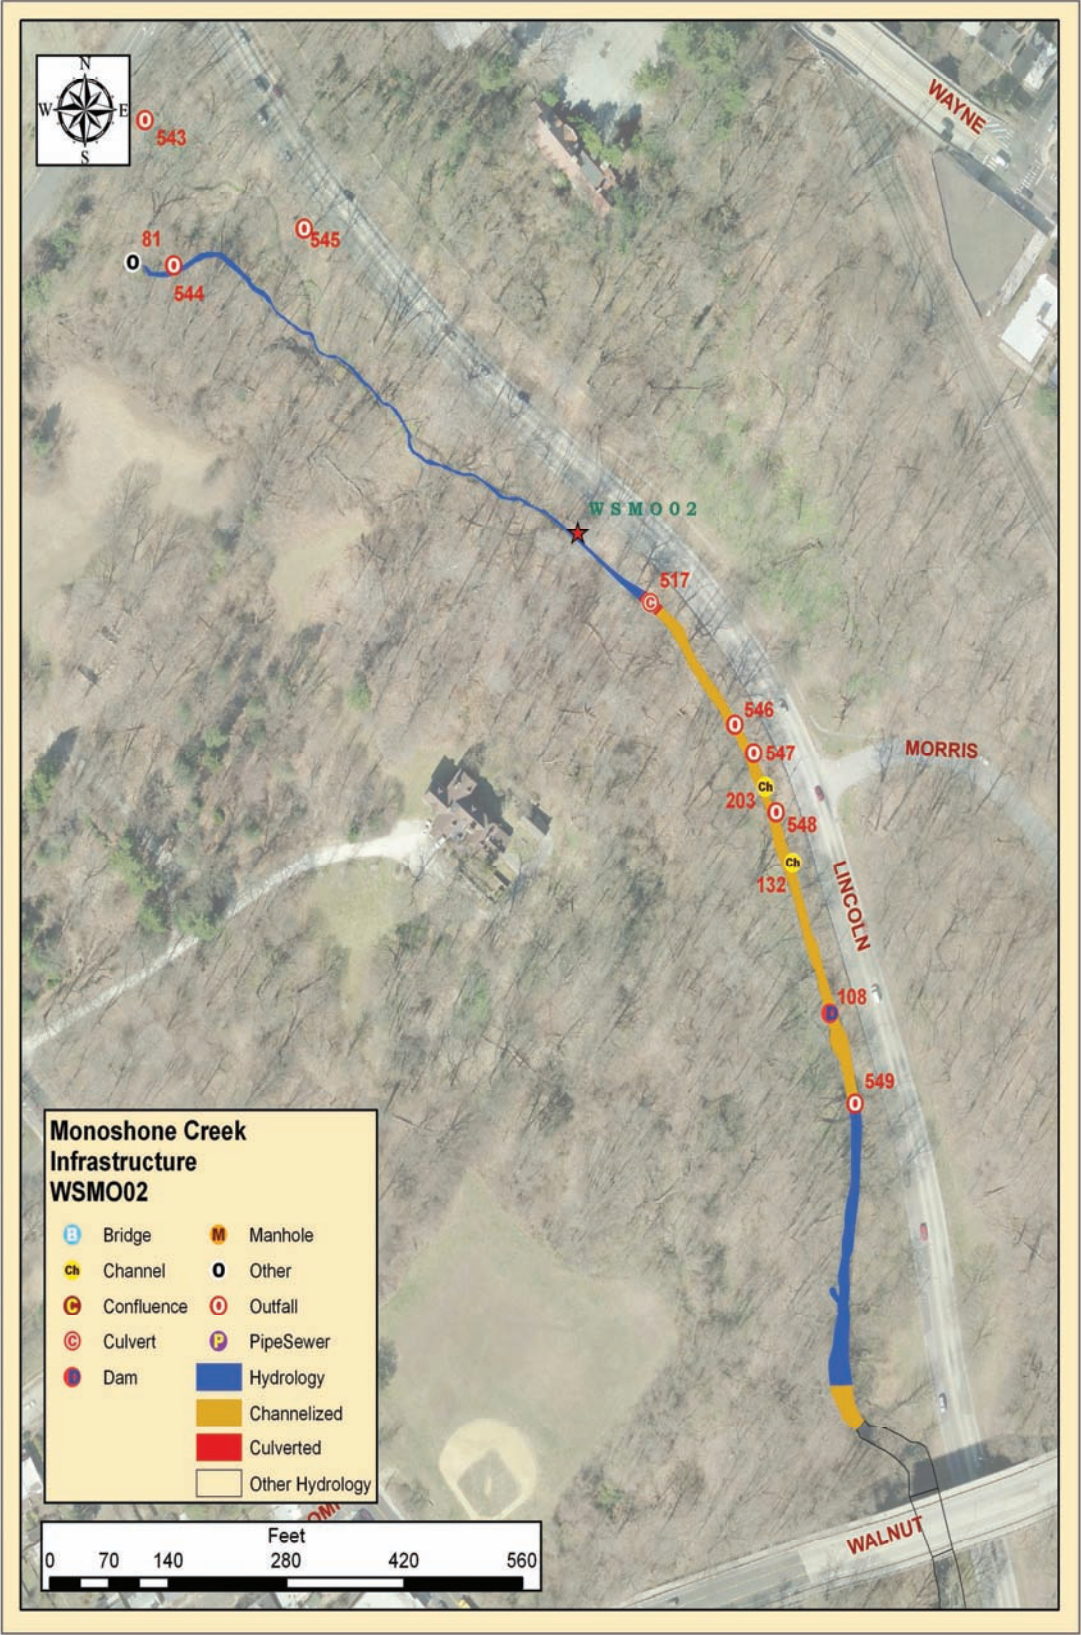 N
W E
S
543
WAYNE
81
545
544
WSMO02
517
546
MORRIS
547
203
548
132
LINCOLN
108
549
Monoshone Creek
Infrastructure
WSMO02
B Bridge
M Manhole
Ch Channel
O Other
C Confluence
O Outfall
C Culvert
P PipeSewer
D Dam
Hydrology
Channelized
Culverted
Other Hydrology
WALNUT
Feet
0 70 140 280 420 560